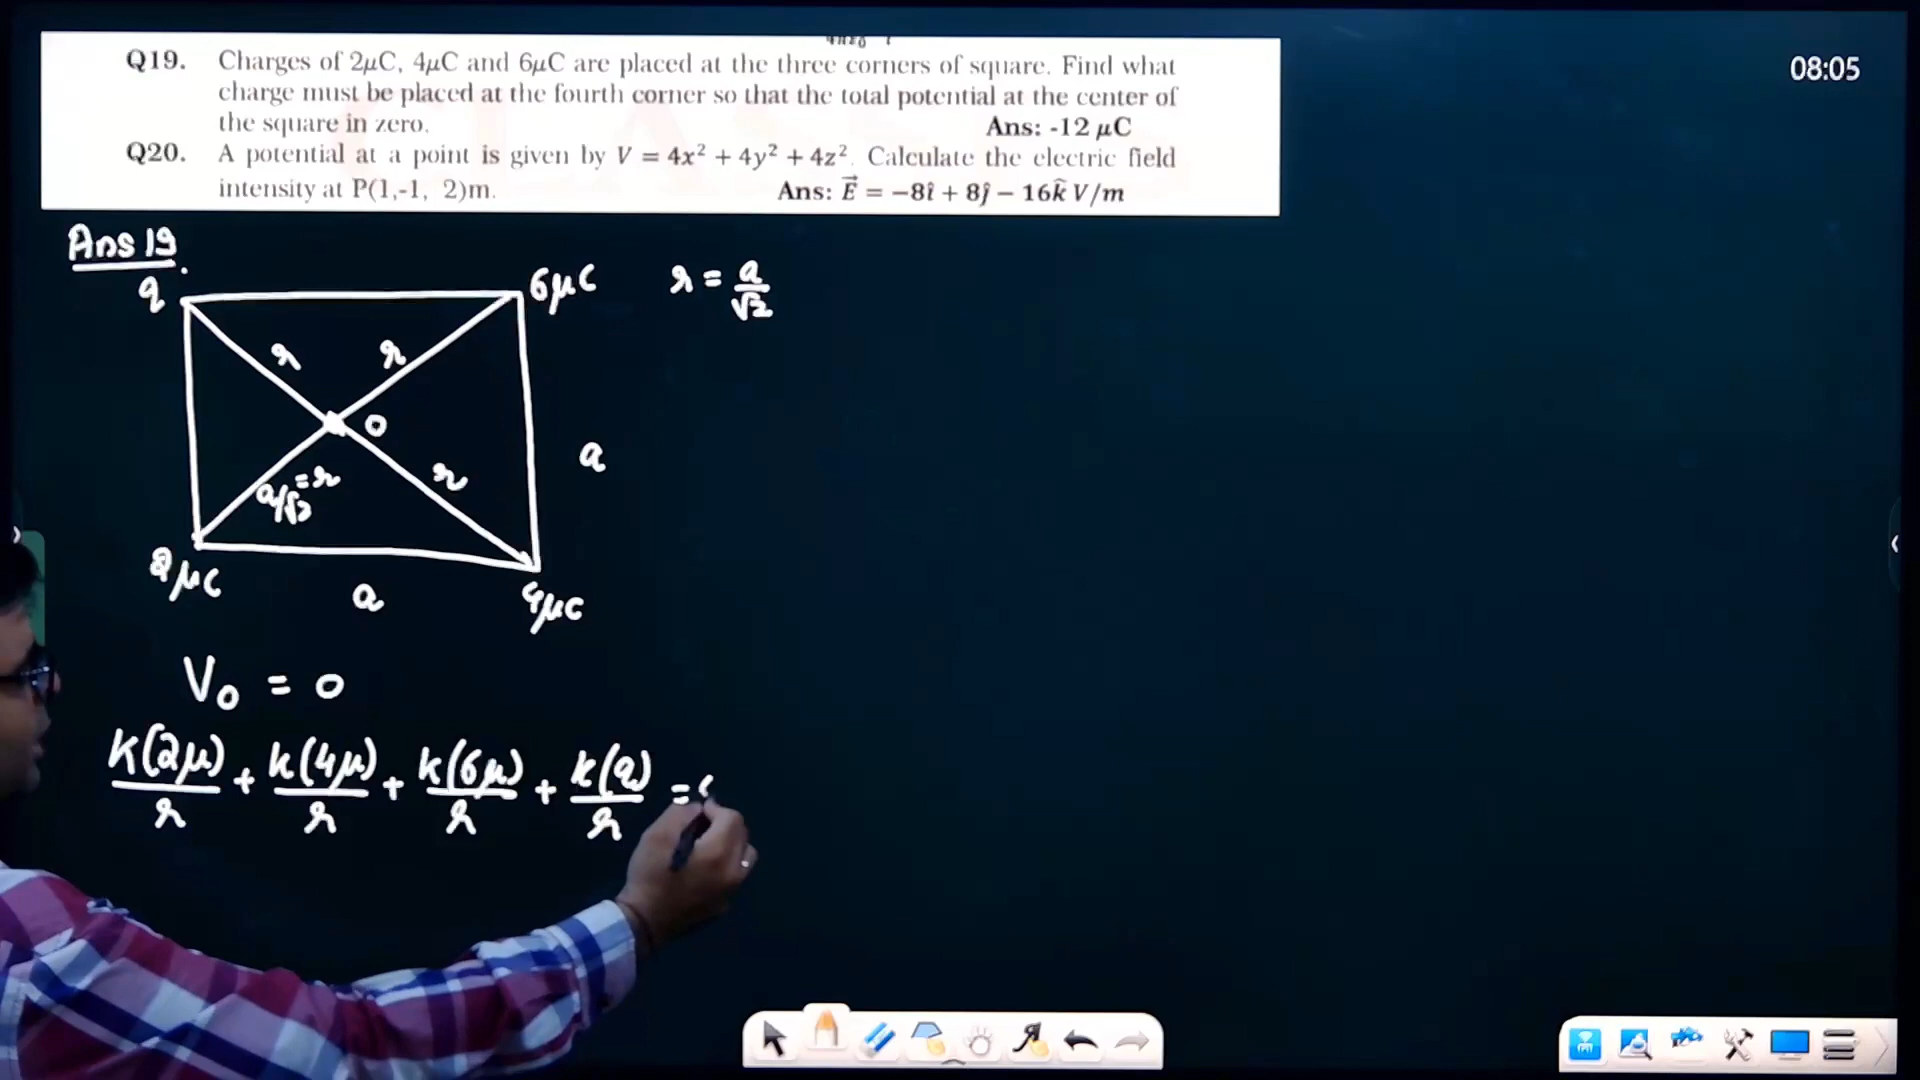 08:05
Q19. Charges of 2μC, 4μC and 6μC are placed at the three corners of square. Find what
charge must be placed at the fourth corner so that the total potential at the center of
the square in zero. Ans: -12 μC
Q20. A potential at a point is given by V = 4x² + 4y² + 4z². Calculate the electric field
intensity at P(1,-1, 2)m. Ans: E⃗ = −8î + 8ĵ − 16k̂ V/m
Ans 19.
q 6μC r = a/√2
r r
o
a
a/√2 = r r
2μC 4μC
a
V₀ = 0
k(2μ)/r + k(4μ)/r + k(6μ)/r + k(q)/r =